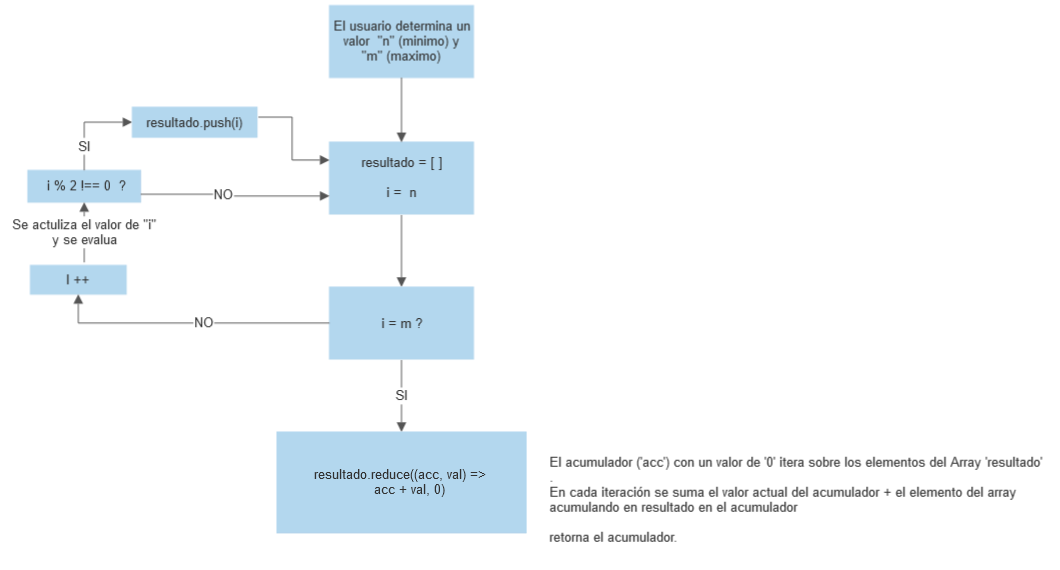 El usuario determina un
valor "n" (minimo) y
"m" (maximo)
resultado.push(i)
SI
resultado = [ ]
i = n
i % 2 !== 0 ?
NO
Se actuliza el valor de "i"
y se evalua
I ++
i = m ?
NO
SI
resultado.reduce((acc, val) =>
acc + val, 0)
El acumulador ('acc') con un valor de '0' itera sobre los elementos del Array 'resultado'
.
En cada iteración se suma el valor actual del acumulador + el elemento del array
acumulando en resultado en el acumulador
retorna el acumulador.